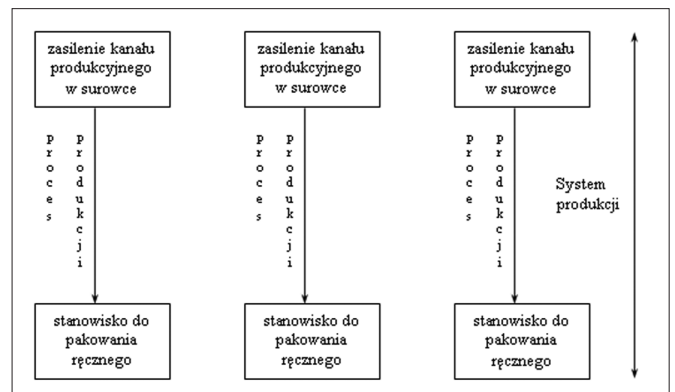 zasilenie kanału
produkcyjnego
w surowce
zasilenie kanału
produkcyjnego
w surowce
zasilenie kanału
produkcyjnego
w surowce
proces
produkcji
proces
produkcji
proces
produkcji
System
produkcji
stanowisko do
pakowania
ręcznego
stanowisko do
pakowania
ręcznego
stanowisko do
pakowania
ręcznego